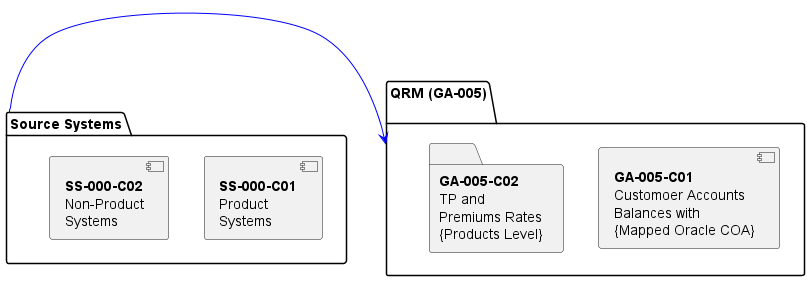 QRM (GA-005)
Source Systems
SS-000-C02
Non-Product
Systems
SS-000-C01
Product
Systems
GA-005-C02
TP and
Premiums Rates
{Products Level}
GA-005-C01
Customoer Accounts
Balances with
{Mapped Oracle COA}